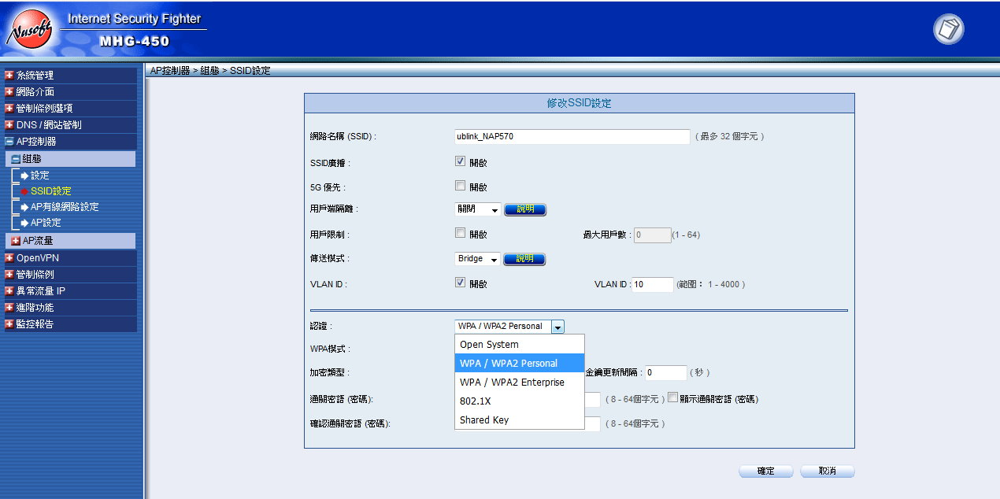 Nusoft
Internet Security Fighter
MHG-450
AP控制器 > 組態 > SSID設定
系統管理
網路介面
管制條例選項
DNS / 網站管制
AP控制器
組態
設定
SSID設定
AP有線網路設定
AP設定
AP流量
OpenVPN
管制條例
異常流量 IP
進階功能
監控報告
修改SSID設定
網路名稱 (SSID) : ublink_NAP570 ( 最多 32 個字元 )
SSID廣播 : 開啟
5G 優先 : 開啟
用戶端隔離 : 關閉 說明
用戶限制 : 開啟 最大用戶數 : 0 (1 - 64)
傳送模式 : Bridge 說明
VLAN ID : 開啟 VLAN ID : 10 (範圍： 1 - 4000 )
認證 : WPA / WPA2 Personal
Open System
WPA模式 :
WPA / WPA2 Personal
加密類型 : 金鑰更新間隔 : 0 ( 秒 )
WPA / WPA2 Enterprise
通關密語 (密碼): 802.1X ( 8 - 64個字元 ) 顯示通關密語 (密碼)
Shared Key
確認通關密語 (密碼): ( 8 - 64個字元 )
確定 取消